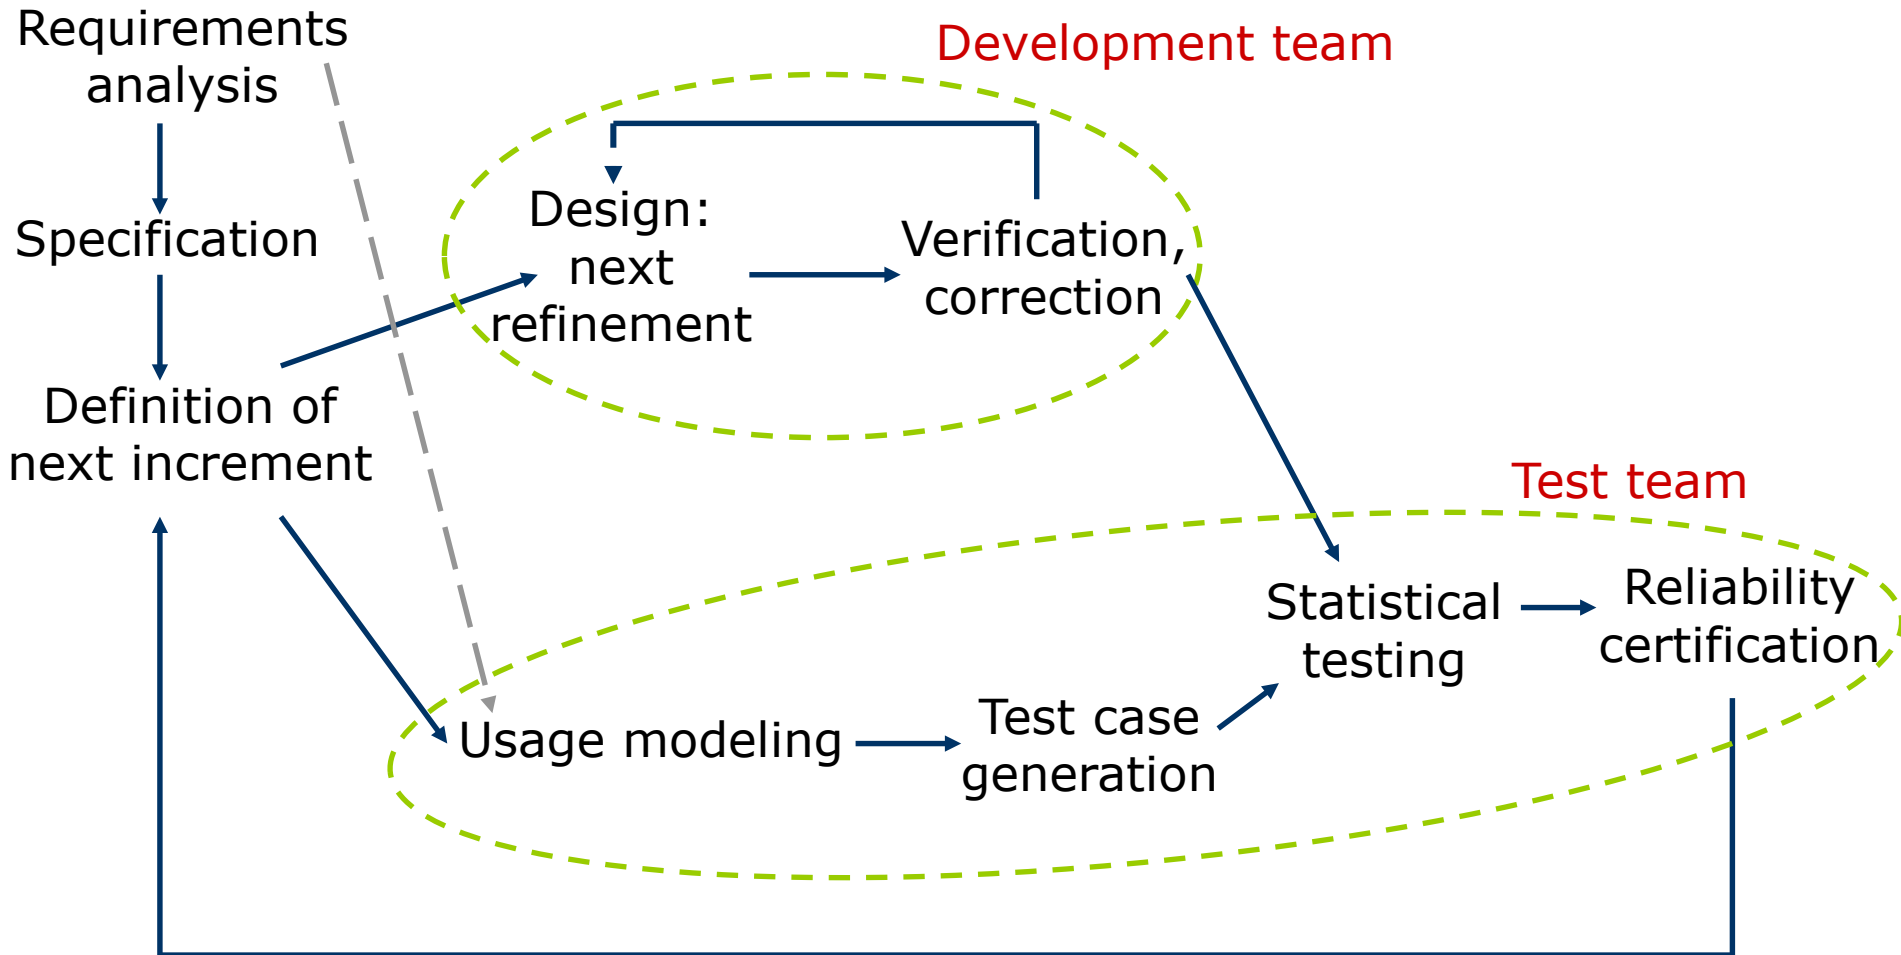 Requirements
analysis
Development team
Specification
Design:
next
refinement
Verification,
correction
Definition of
next increment
Test team
Statistical
testing
Reliability
certification
Usage modeling
Test case
generation